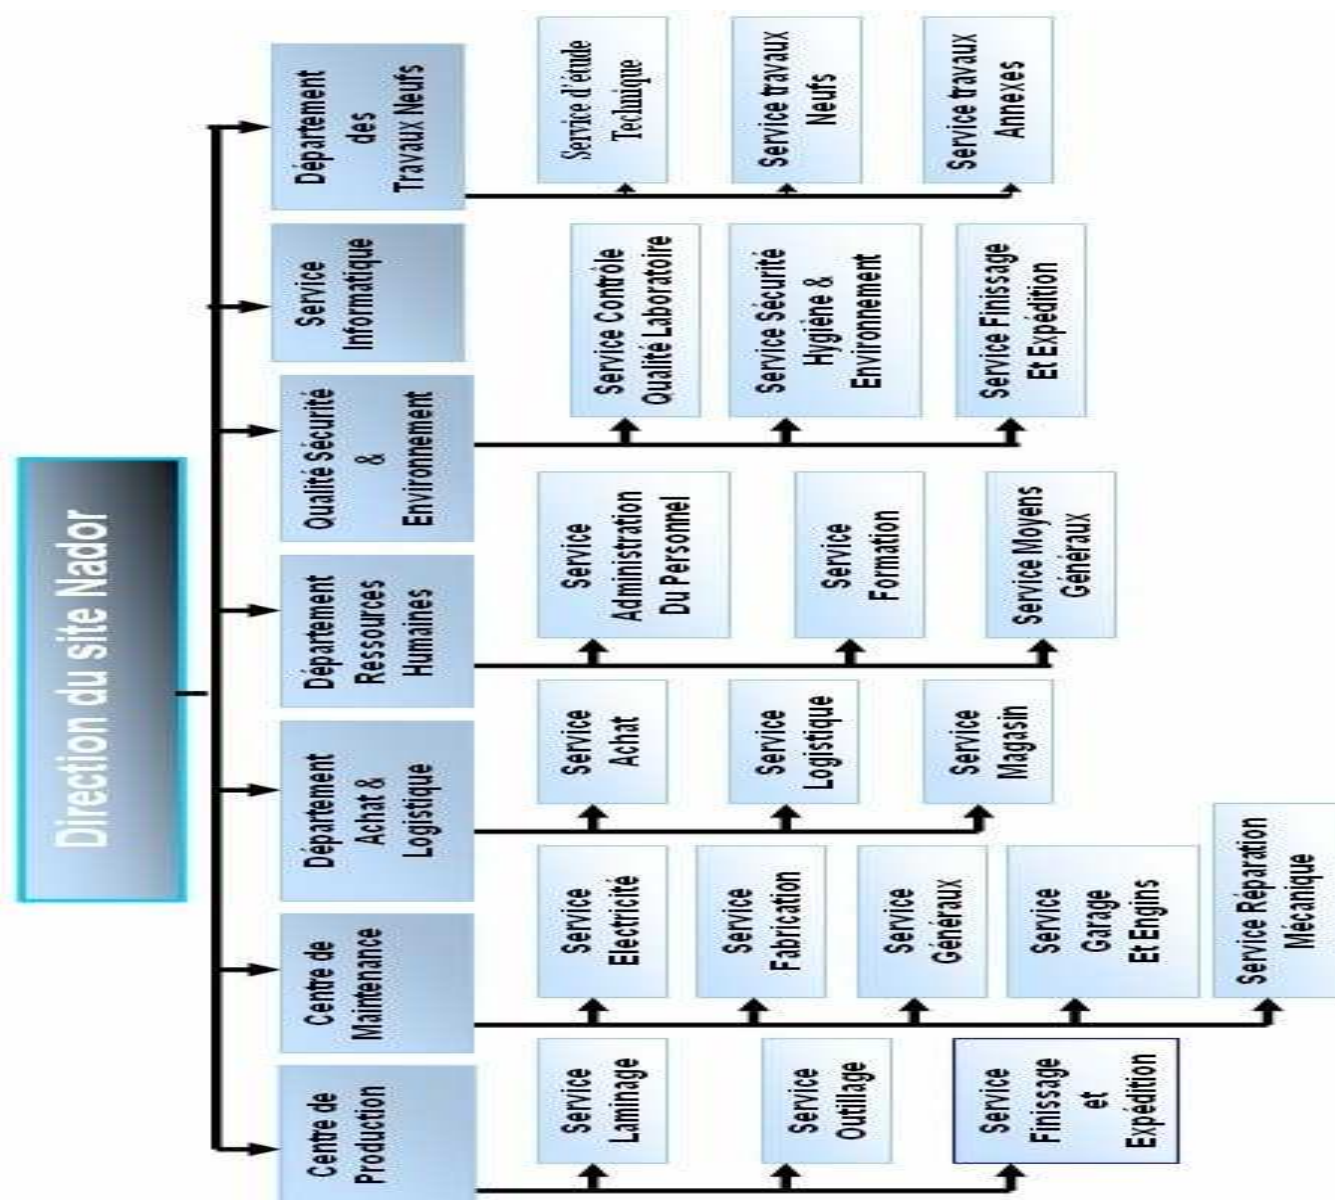 Direction du site Nador
Centre de
Production
Centre de
Maintenance
Département
Achat &
Logistique
Département
Ressources
Humaines
Qualité Sécurité
&
Environnement
Service
Informatique
Département
des
Travaux Neufs
Service
Laminage
Service
Outillage
Service
Finissage
et
Expédition
Service
Electricité
Service
Fabrication
Service
Généraux
Service
Garage
Et Engins
Service Réparation
Mécanique
Service
Achat
Service
Logistique
Service
Magasin
Service
Administration
Du Personnel
Service
Formation
Service Moyens
Généraux
Service Contrôle
Qualité Laboratoire
Service Sécurité
Hygiène &
Environnement
Service Finissage
Et Expédition
Service d'étude
Technique
Service travaux
Neufs
Service travaux
Annexes